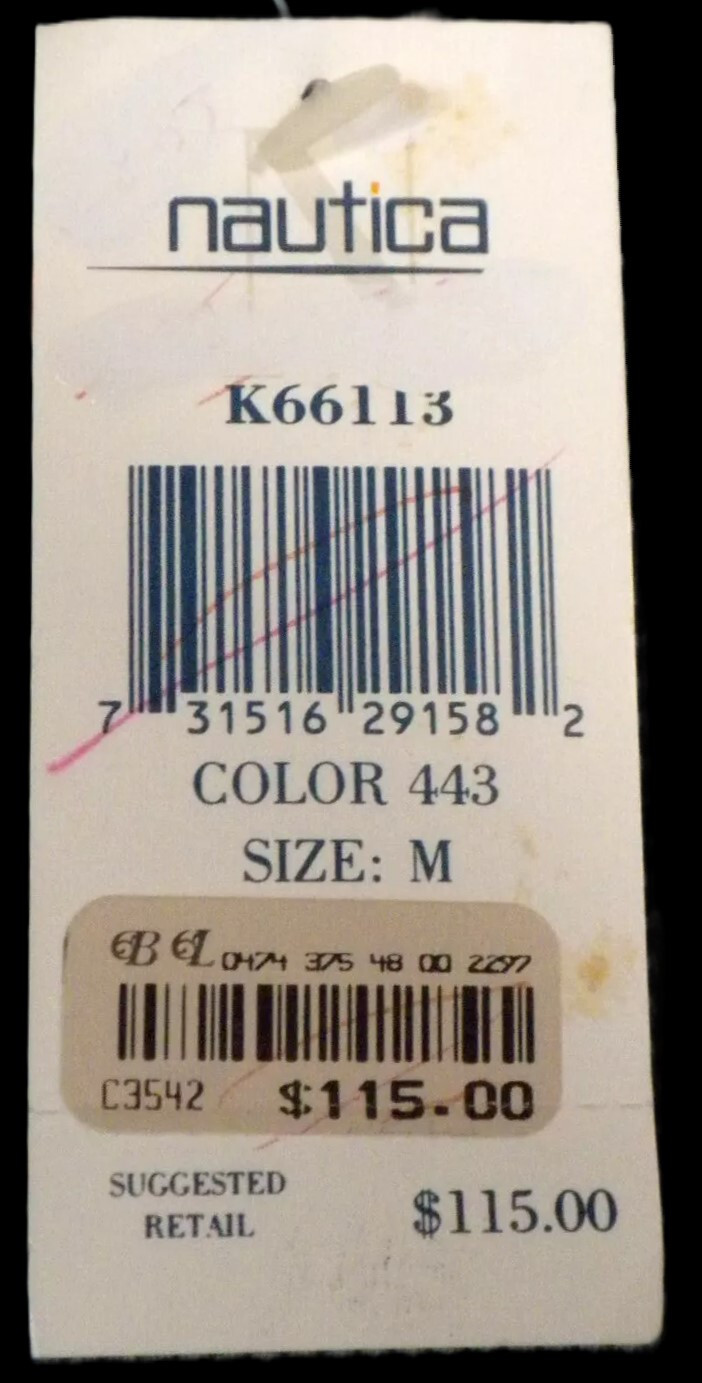 nautica
K66113
7 31516 29158 2
COLOR 443
SIZE: M
0474 375 48 00 2297
C3542 $115.00
SUGGESTED
RETAIL
$115.00